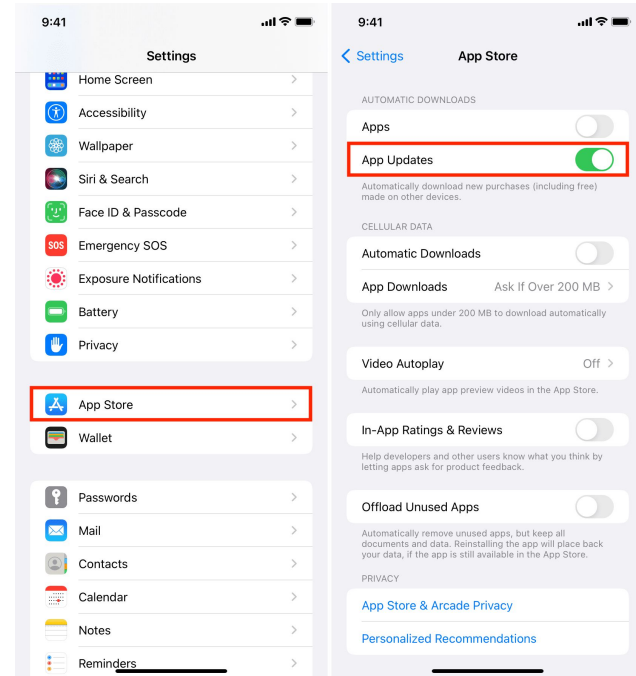 9:41
Settings
Home Screen
Accessibility
Wallpaper
Siri & Search
Face ID & Passcode
SOS
Emergency SOS
Exposure Notifications
Battery
Privacy
App Store
Wallet
Passwords
Mail
Contacts
Calendar
Notes
Reminders
9:41
Settings
App Store
AUTOMATIC DOWNLOADS
Apps
App Updates
Automatically download new purchases (including free)
made on other devices.
CELLULAR DATA
Automatic Downloads
App Downloads Ask If Over 200 MB
Only allow apps under 200 MB to download automatically
using cellular data.
Video Autoplay Off
Automatically play app preview videos in the App Store.
In-App Ratings & Reviews
Help developers and other users know what you think by
letting apps ask for product feedback.
Offload Unused Apps
Automatically remove unused apps, but keep all
documents and data. Reinstalling the app will place back
your data, if the app is still available in the App Store.
PRIVACY
App Store & Arcade Privacy
Personalized Recommendations